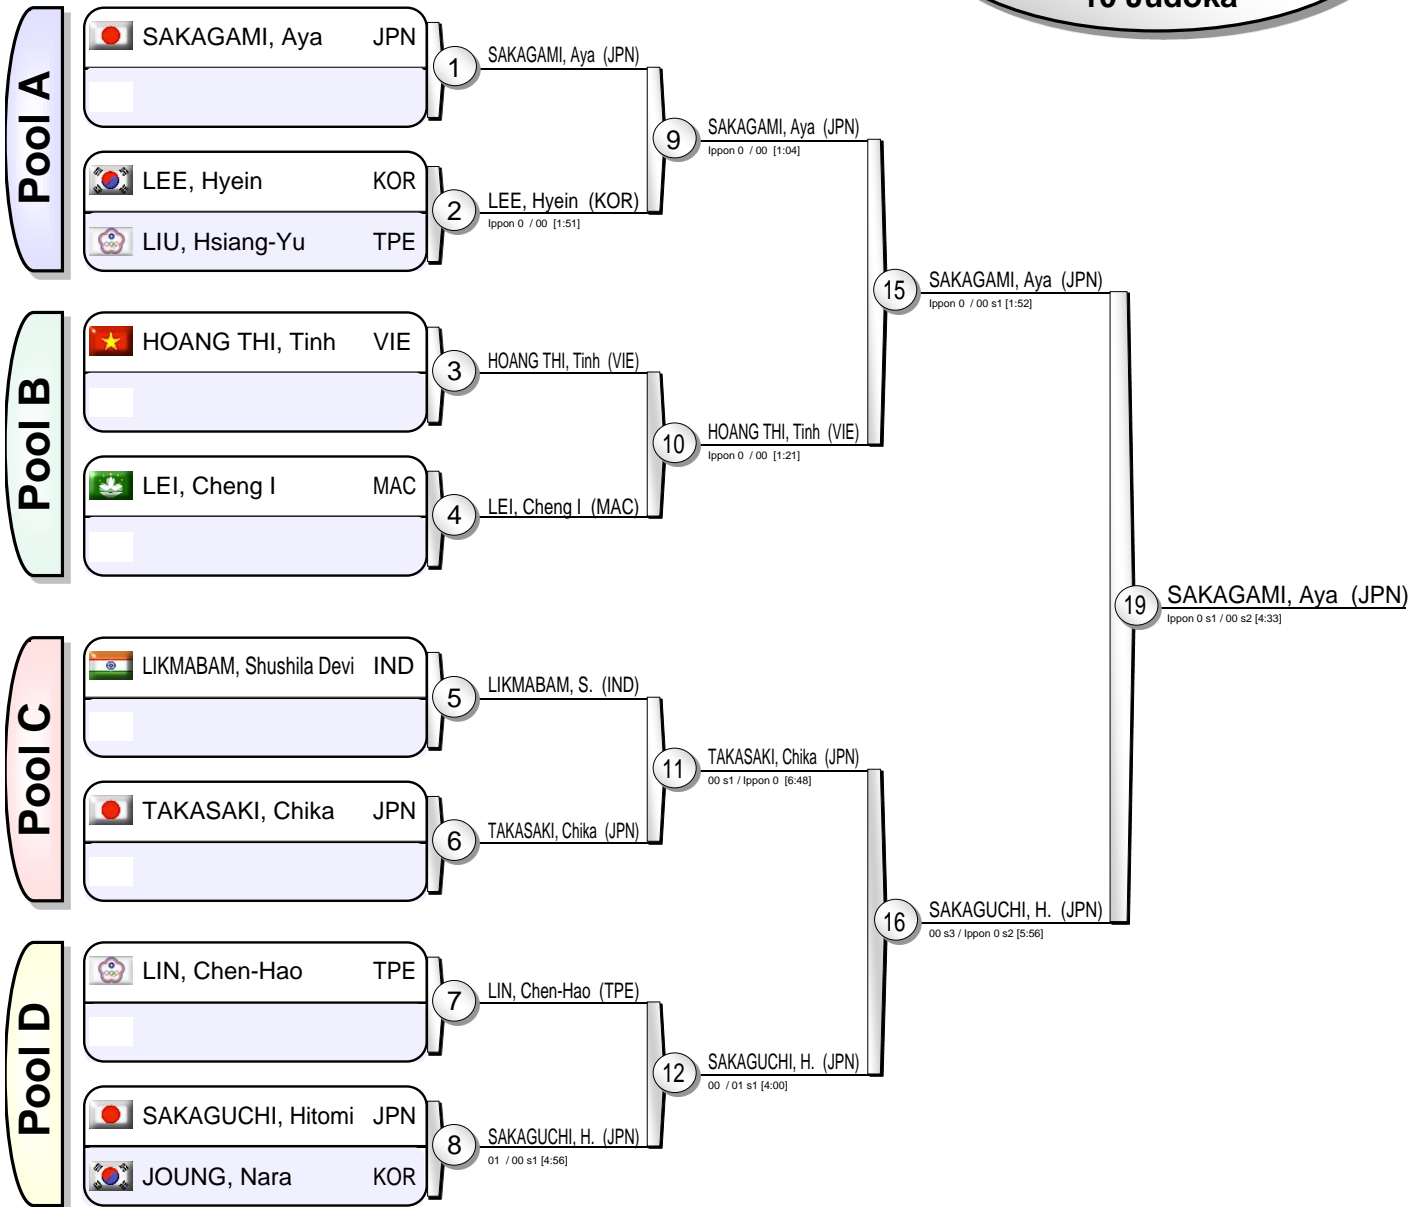 10 Judoka
Pool A
SAKAGAMI, Aya JPN
1
SAKAGAMI, Aya (JPN)
LEE, Hyein KOR
LIU, Hsiang-Yu TPE
2
LEE, Hyein (KOR)
Ippon 0 / 00 [1:51]
9
SAKAGAMI, Aya (JPN)
Ippon 0 / 00 [1:04]
Pool B
HOANG THI, Tinh VIE
3
HOANG THI, Tinh (VIE)
LEI, Cheng I MAC
4
LEI, Cheng I (MAC)
10
HOANG THI, Tinh (VIE)
Ippon 0 / 00 [1:21]
15
SAKAGAMI, Aya (JPN)
Ippon 0 / 00 s1 [1:52]
Pool C
LIKMABAM, Shushila Devi IND
5
LIKMABAM, S. (IND)
TAKASAKI, Chika JPN
6
TAKASAKI, Chika (JPN)
11
TAKASAKI, Chika (JPN)
00 s1 / Ippon 0 [6:48]
Pool D
LIN, Chen-Hao TPE
7
LIN, Chen-Hao (TPE)
SAKAGUCHI, Hitomi JPN
JOUNG, Nara KOR
8
SAKAGUCHI, H. (JPN)
01 / 00 s1 [4:56]
12
SAKAGUCHI, H. (JPN)
00 / 01 s1 [4:00]
16
SAKAGUCHI, H. (JPN)
00 s3 / Ippon 0 s2 [5:56]
19
SAKAGAMI, Aya (JPN)
Ippon 0 s1 / 00 s2 [4:33]